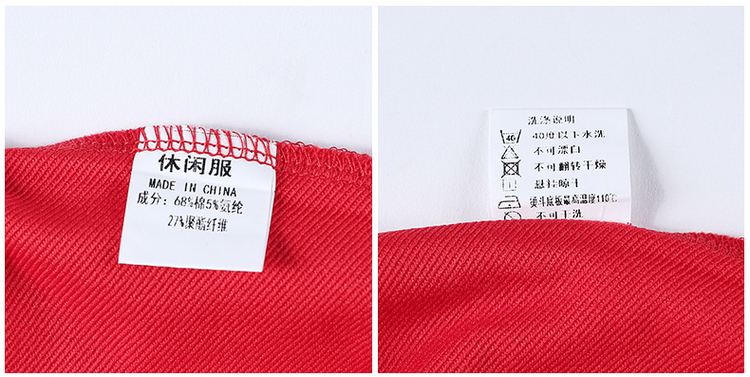 休闲服
MADE IN CHINA
成分：68%棉5%氨纶
27%聚酯纤维
洗涤说明
40
40度以下水洗
不可漂白
不可翻转干燥
悬挂晾干
熨斗底板最高温度110℃
不可干洗